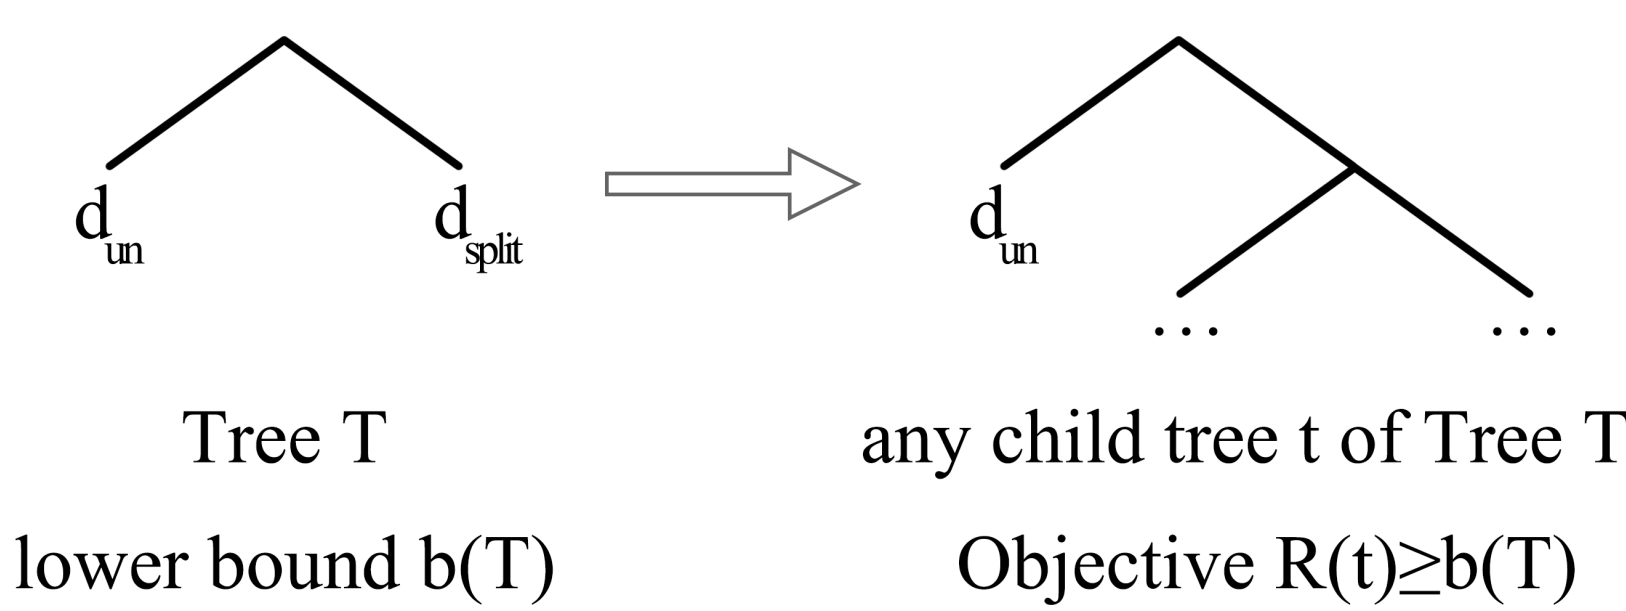 d_un d_split d_un
... ...
Tree T any child tree t of Tree T
lower bound b(T) Objective R(t)≥b(T)